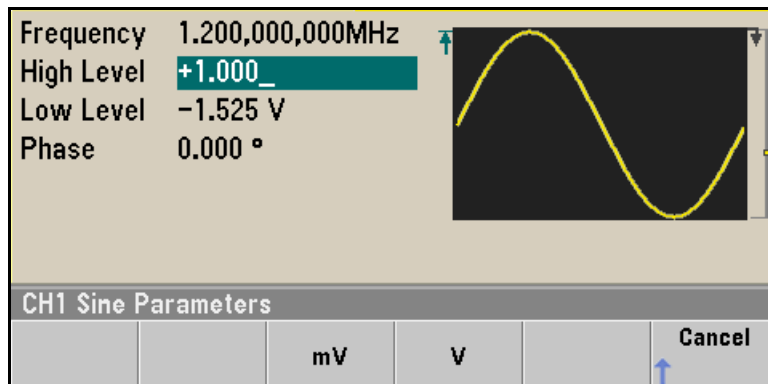 Frequency 1.200,000,000MHz
High Level +1.000_
Low Level −1.525 V
Phase 0.000 °
CH1 Sine Parameters
mV V Cancel